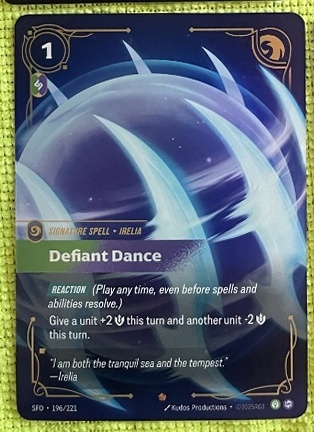 1
SIGNATURE SPELL • IRELIA
Defiant Dance
REACTION (Play any time, even before spells and
abilities resolve.)
Give a unit +2 this turn and another unit -2
this turn.
"I am both the tranquil sea and the tempest."
—Irelia
SFD • 196/221
Kudos Productions • ©2025RGI